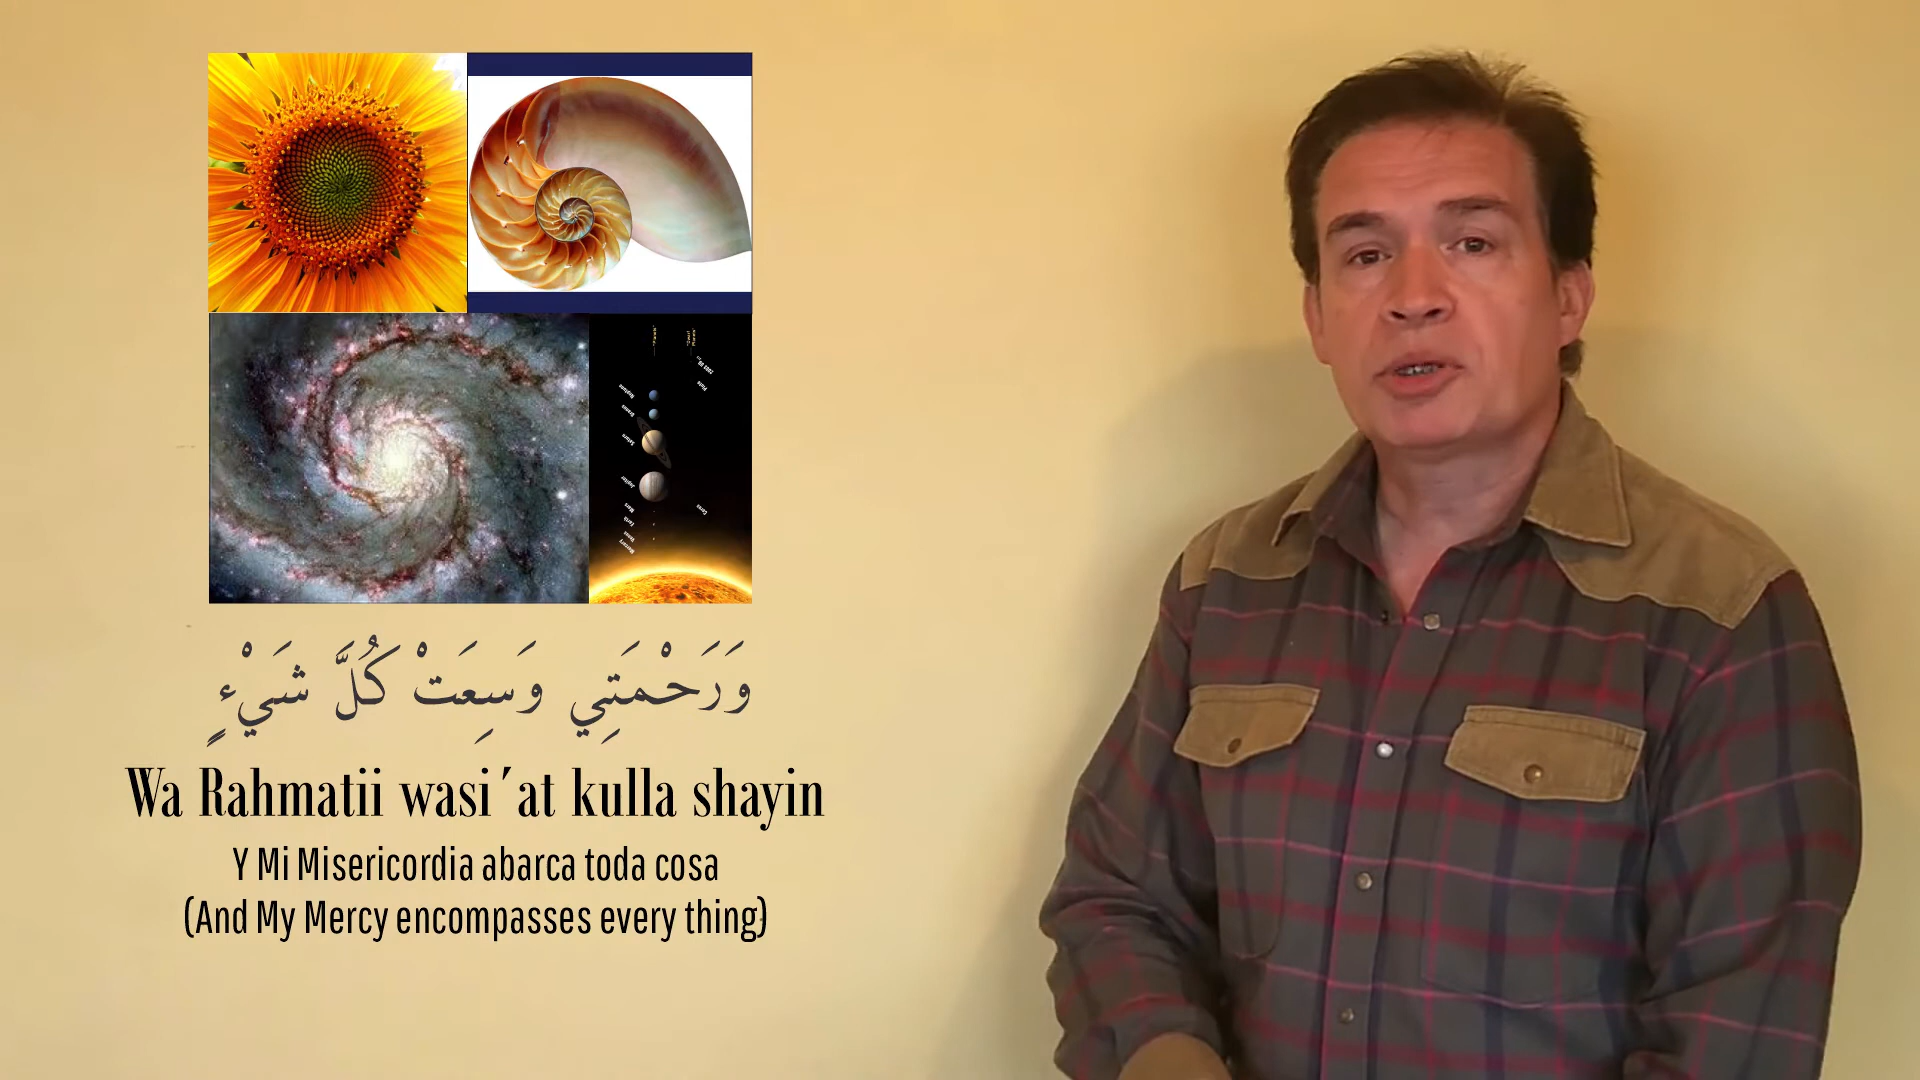 وَرَحْمَتِي وَسِعَتْ كُلَّ شَيْءٍ
Wa Rahmatii wasi´at kulla shayin
Y Mi Misericordia abarca toda cosa
(And My Mercy encompasses every thing)